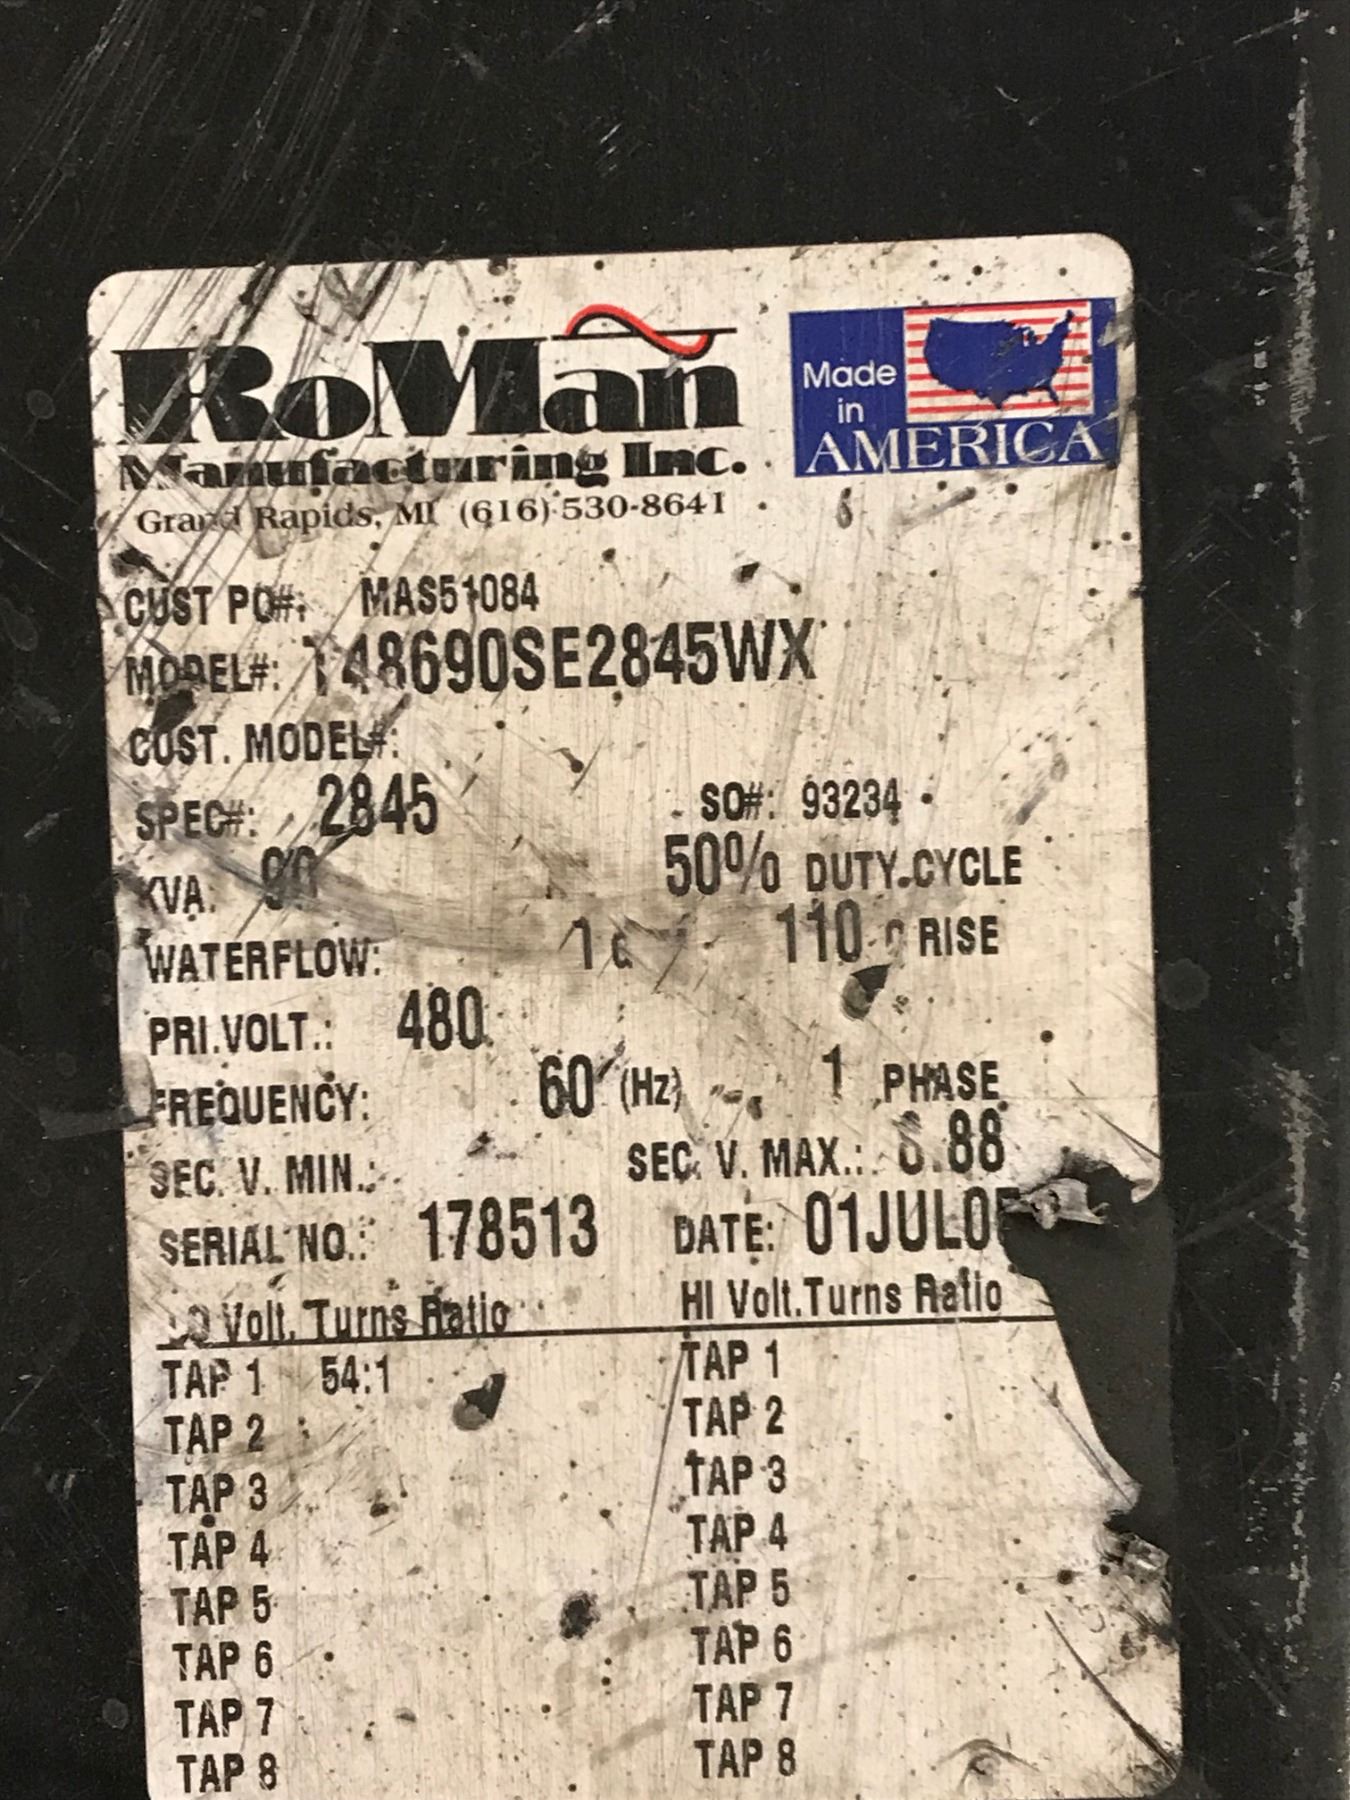 RoMan
Manufacturing Inc.
Grand Rapids, MI (616) 530-8641
Made
in
AMERICA
CUST PO#: MAS51084
MODEL#: T48690SE2845WX
CUST. MODEL#:
SPEC#: 2845 SO#: 93234
KVA: 90 50% DUTY CYCLE
WATERFLOW: 110 RISE
PRI.VOLT.: 480
FREQUENCY: 60 (Hz) 1 PHASE
SEC. V. MIN.: SEC. V. MAX.:
SERIAL NO.: 178513 DATE:
Volt. Turns Ratio HI Volt.Turns Ratio
TAP 1 54:1 TAP 1
TAP 2 TAP 2
TAP 3 TAP 3
TAP 4 TAP 4
TAP 5 TAP 5
TAP 6 TAP 6
TAP 7 TAP 7
TAP 8 TAP 8